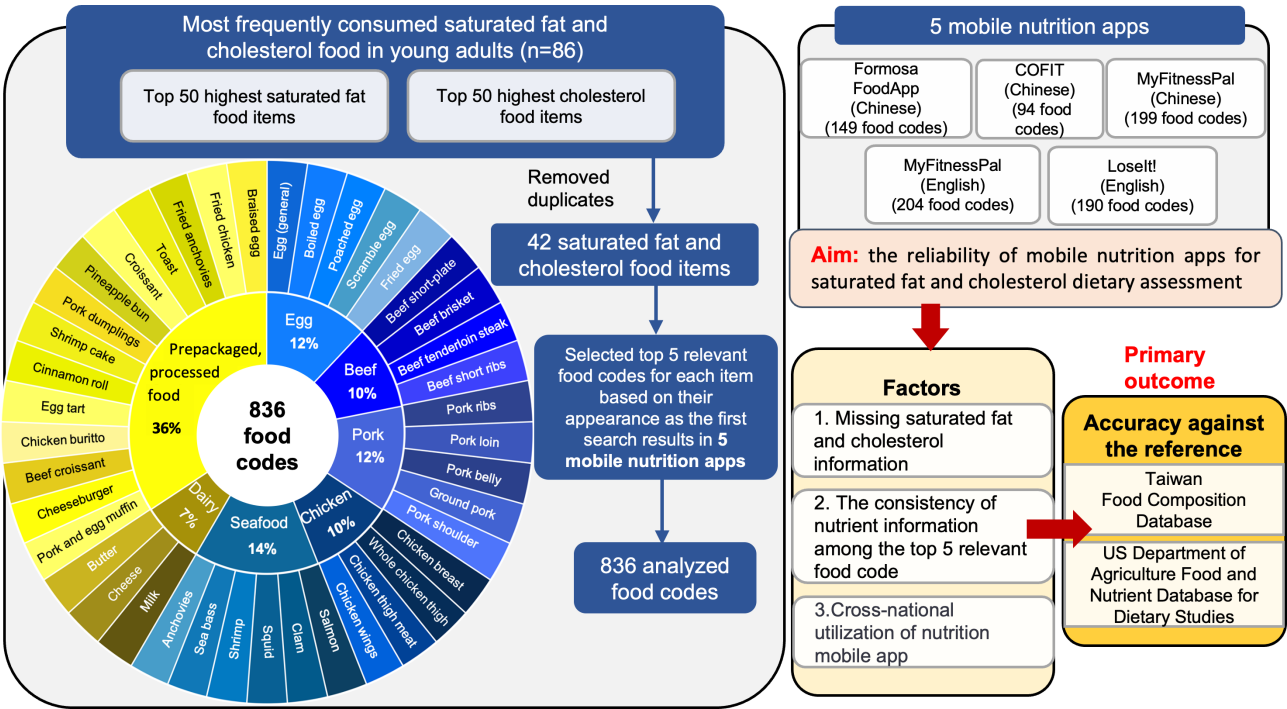 Most frequently consumed saturated fat and
cholesterol food in young adults (n=86)
Top 50 highest saturated fat
food items
Top 50 highest cholesterol
food items
Removed
duplicates
42 saturated fat and
cholesterol food items
Selected top 5 relevant
food codes for each item
based on their
appearance as the first
search results in 5
mobile nutrition apps
836 analyzed
food codes
836
food
codes
Egg
12%
Beef
10%
Pork
12%
Chicken
10%
Seafood
14%
Dairy
7%
Prepackaged,
processed
food
36%
Egg (general)
Boiled egg
Poached egg
Scramble egg
Fried egg
Beef short-plate
Beef brisket
Beef tenderloin steak
Beef short ribs
Pork ribs
Pork loin
Pork belly
Ground pork
Pork shoulder
Chicken breast
Whole chicken thigh
Chicken thigh meat
Chicken wings
Salmon
Clam
Squid
Shrimp
Sea bass
Anchovies
Milk
Cheese
Butter
Pork and egg muffin
Cheeseburger
Beef croissant
Chicken buritto
Egg tart
Cinnamon roll
Shrimp cake
Pork dumplings
Pineapple bun
Croissant
Toast
Fried anchovies
Fried chicken
Braised egg
5 mobile nutrition apps
Formosa
FoodApp
(Chinese)
(149 food codes)
COFIT
(Chinese)
(94 food
codes)
MyFitnessPal
(Chinese)
(199 food codes)
MyFitnessPal
(English)
(204 food codes)
LoseIt!
(English)
(190 food codes)
Aim: the reliability of mobile nutrition apps for
saturated fat and cholesterol dietary assessment
Factors
1. Missing saturated fat
and cholesterol
information
2. The consistency of
nutrient information
among the top 5 relevant
food code
3.Cross-national
utilization of nutrition
mobile app
Primary
outcome
Accuracy against
the reference
Taiwan
Food Composition
Database
US Department of
Agriculture Food and
Nutrient Database for
Dietary Studies